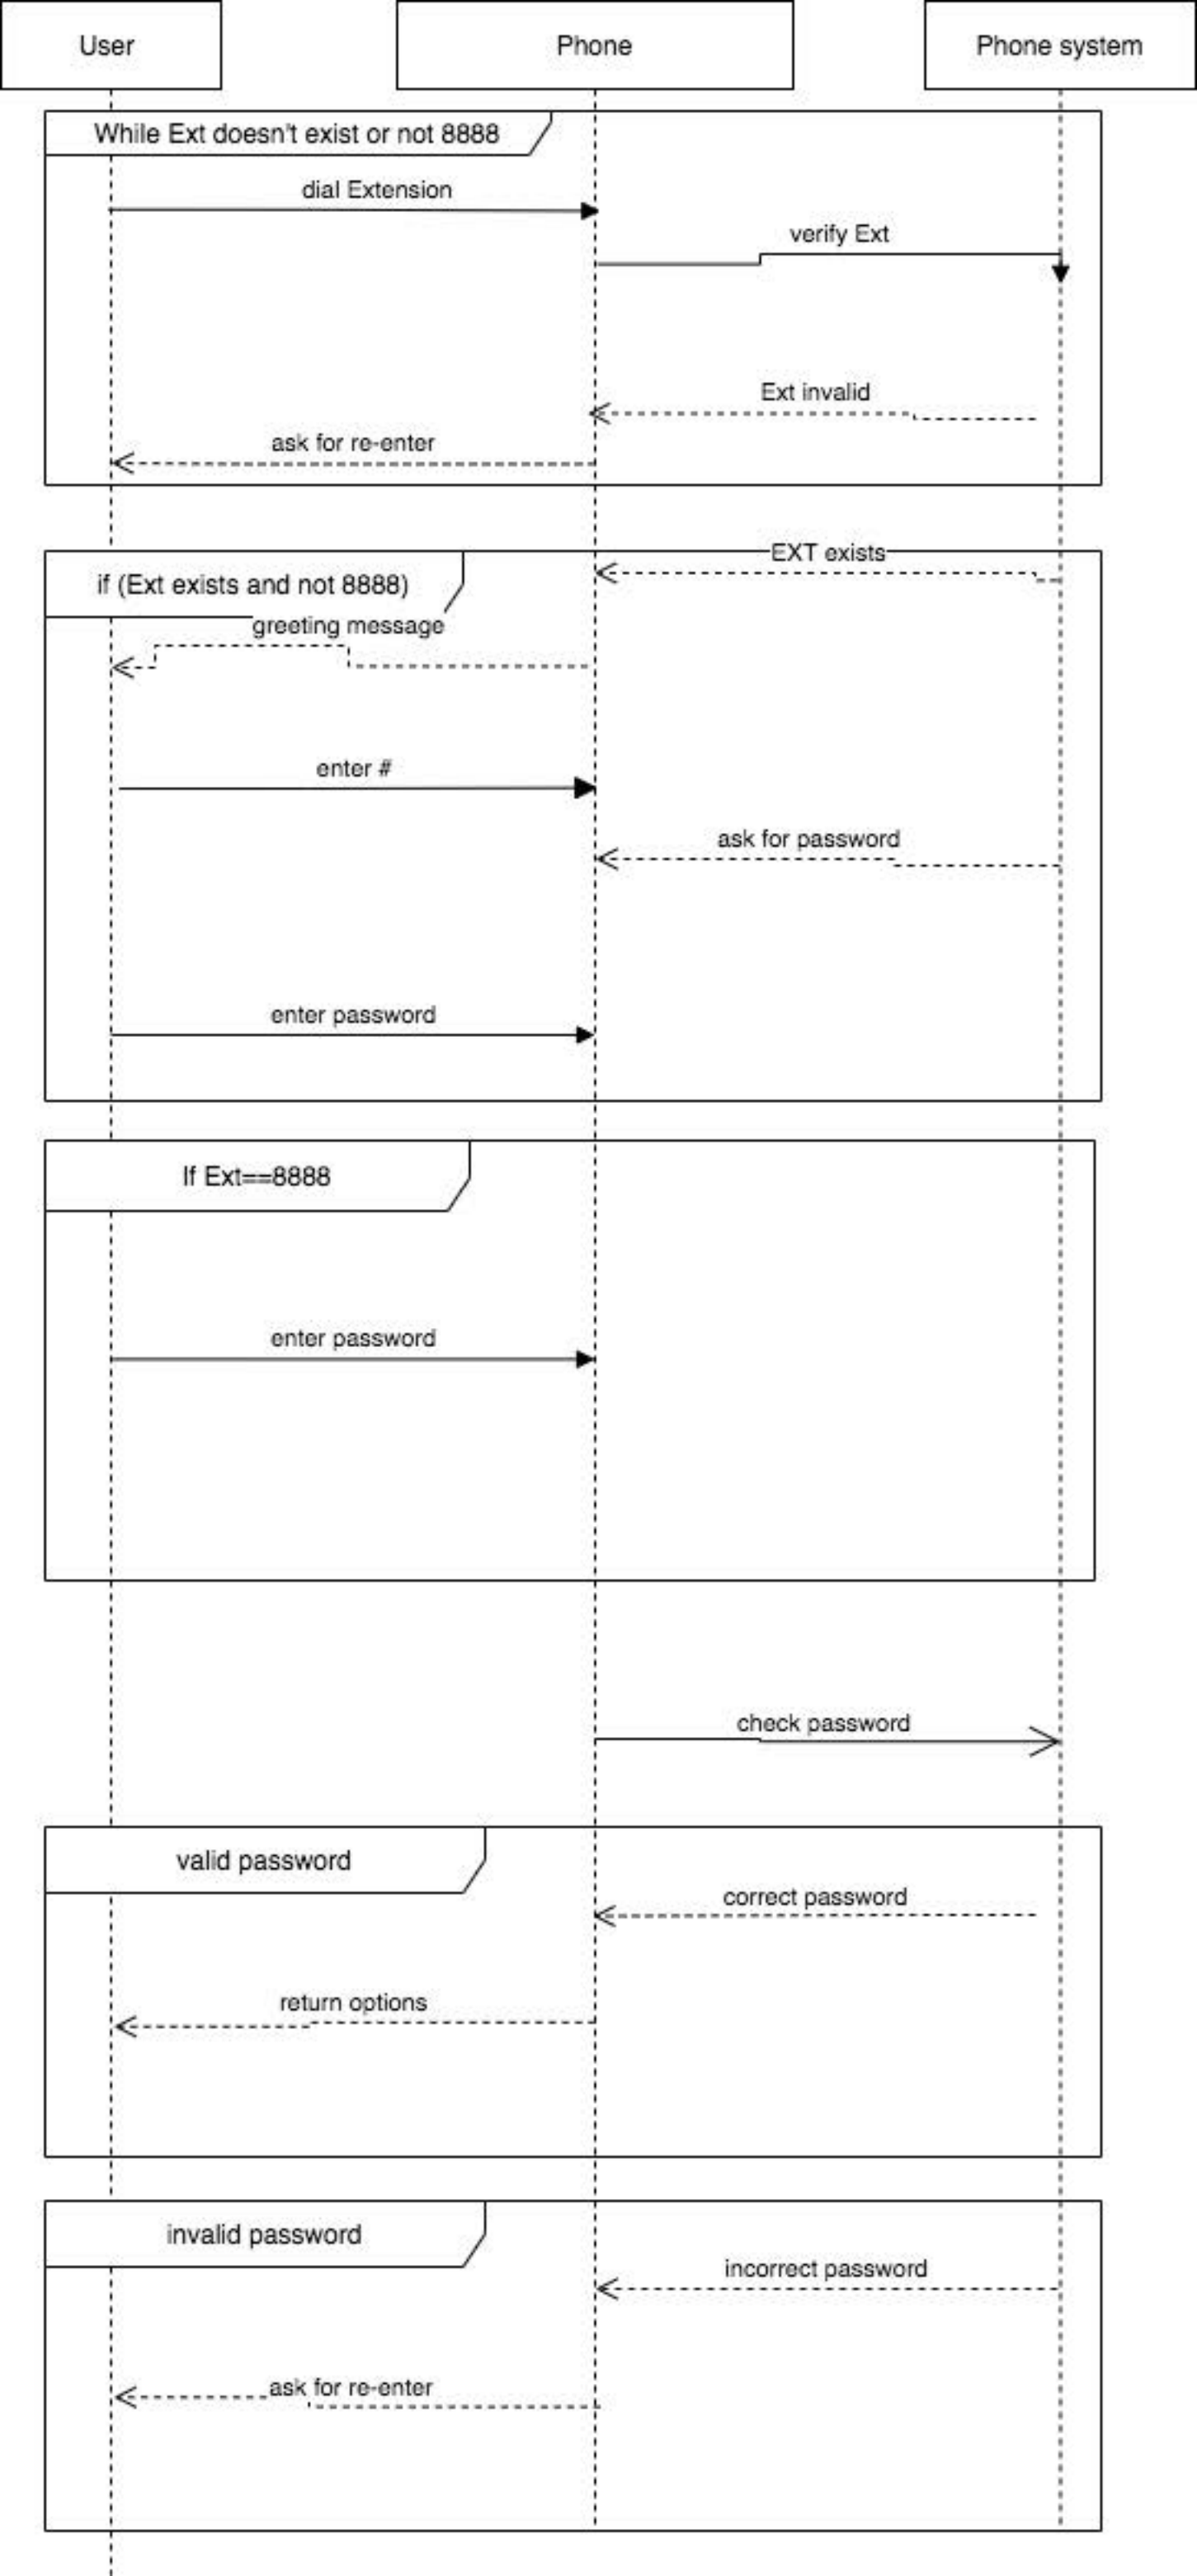 User
Phone
Phone system
While Ext doesn't exist or not 8888
dial Extension
verify Ext
Ext invalid
ask for re-enter
EXT exists
if (Ext exists and not 8888)
greeting message
enter #
ask for password
enter password
If Ext==8888
enter password
check password
valid password
correct password
return options
invalid password
incorrect password
ask for re-enter